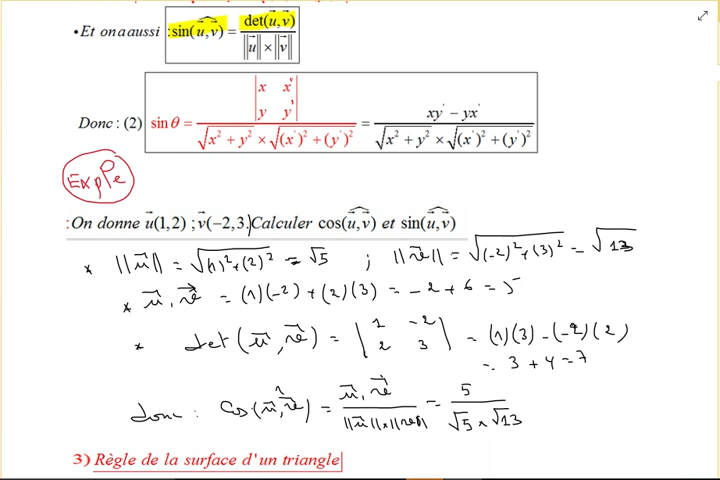 • Et on a aussi : sin(u⃗,v⃗) = det(u⃗,v⃗) / ‖u⃗‖ × ‖v⃗‖
Donc : (2) sin θ = |x x'; y y'| / √(x² + y²) × √((x')² + (y')²) = (xy' − yx') / √(x² + y²) × √((x')² + (y')²)
Exple
: On donne u⃗(1,2) ; v⃗(−2,3.) Calculer cos(u⃗,v⃗) et sin(u⃗,v⃗)
* ‖u⃗‖ = √((1)² + (2)²) = √5 ; ‖v⃗‖ = √((-2)² + (3)²) = √13
* u⃗ . v⃗ = (1)(-2) + (2)(3) = -2 + 6 = 5
* det(u⃗, v⃗) = |1 -2; 2 3| = (1)(3) - (-2)(2)
= 3 + 4 = 7
donc : cos(u⃗, v⃗) = u⃗ . v⃗ / ‖u⃗‖ × ‖v⃗‖ = 5 / √5 × √13
3) Règle de la surface d'un triangle